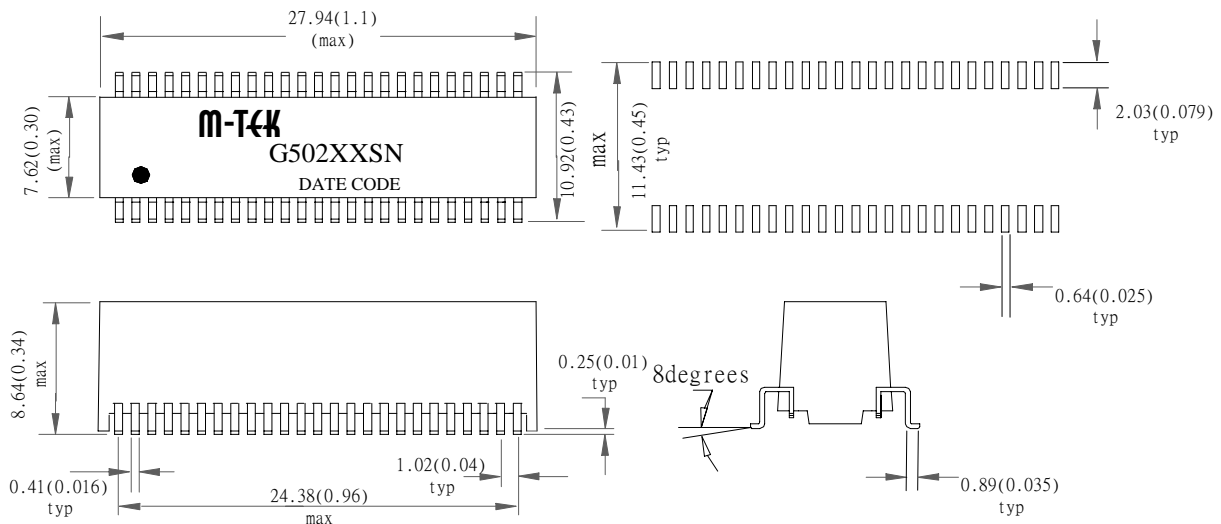 27.94(1.1)
(max)
7.62(0.30)
(max)
M-TEK
G502XXSN
DATE CODE
10.92(0.43)
max
11.43(0.45)
typ
2.03(0.079)
typ
0.64(0.025)
typ
8.64(0.34)
max
0.25(0.01)
typ
8degrees
0.41(0.016)
typ
24.38(0.96)
max
1.02(0.04)
typ
0.89(0.035)
typ